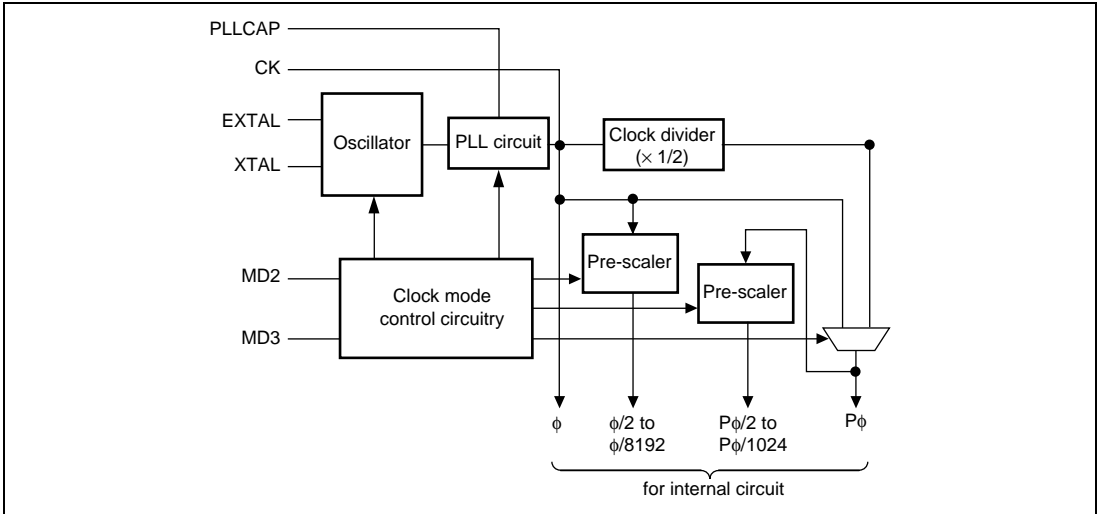 PLLCAP
CK
EXTAL
XTAL
Oscillator
PLL circuit
Clock divider
(× 1/2)
MD2
MD3
Clock mode
control circuitry
Pre-scaler
Pre-scaler
ϕ
ϕ/2 to
ϕ/8192
Pϕ/2 to
Pϕ/1024
Pϕ
for internal circuit